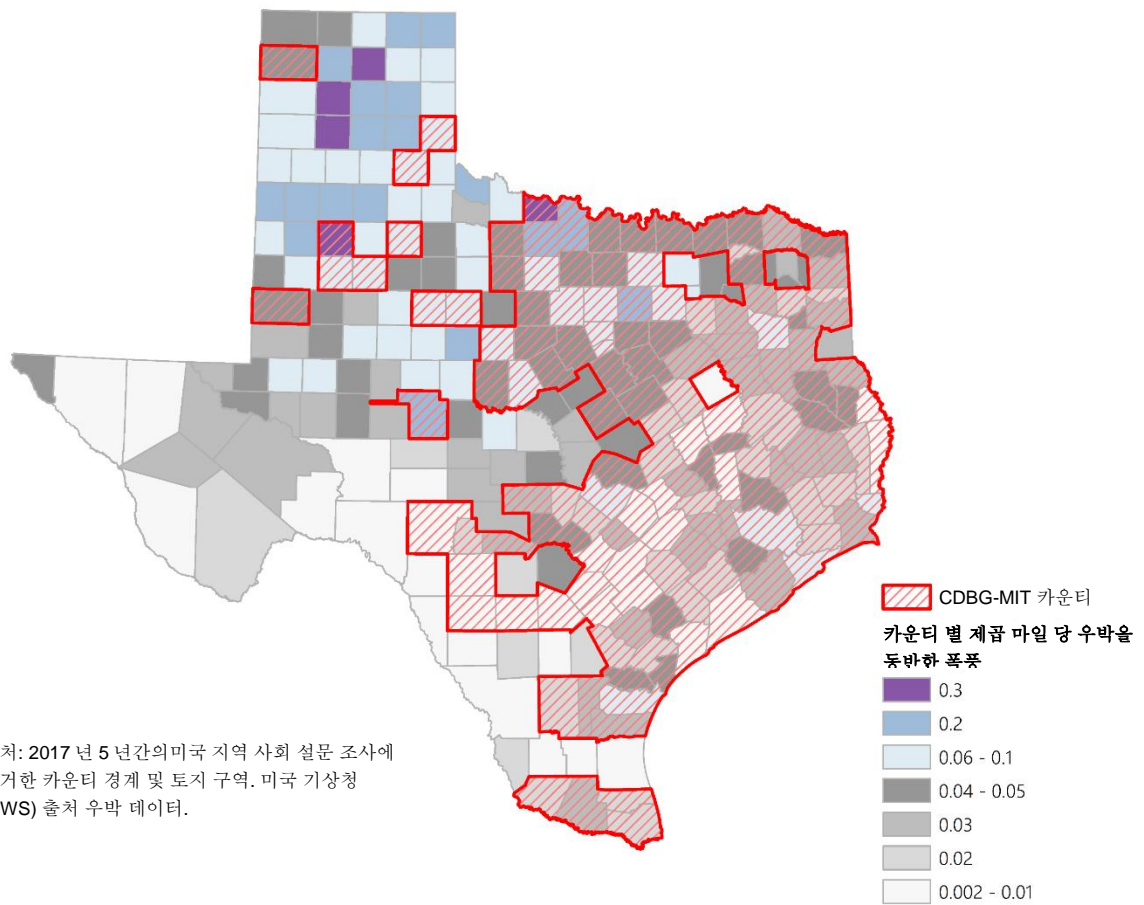 CDBG-MIT 카운티
카운티 별 제곱 마일 당 우박을
동반한 폭풍
0.3
0.2
0.06 - 0.1
0.04 - 0.05
0.03
0.02
0.002 - 0.01
처: 2017 년 5 년간의미국 지역 사회 설문 조사에
거한 카운티 경계 및 토지 구역. 미국 기상청
WS) 출처 우박 데이터.